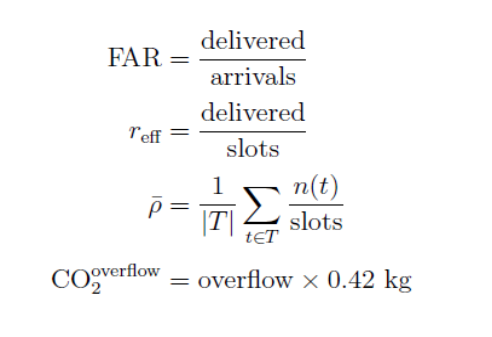 FAR = delivered / arrivals
r_eff = delivered / slots
ρ̄ = 1 / |T| ∑_{t∈T} n(t) / slots
CO₂^overflow = overflow × 0.42 kg